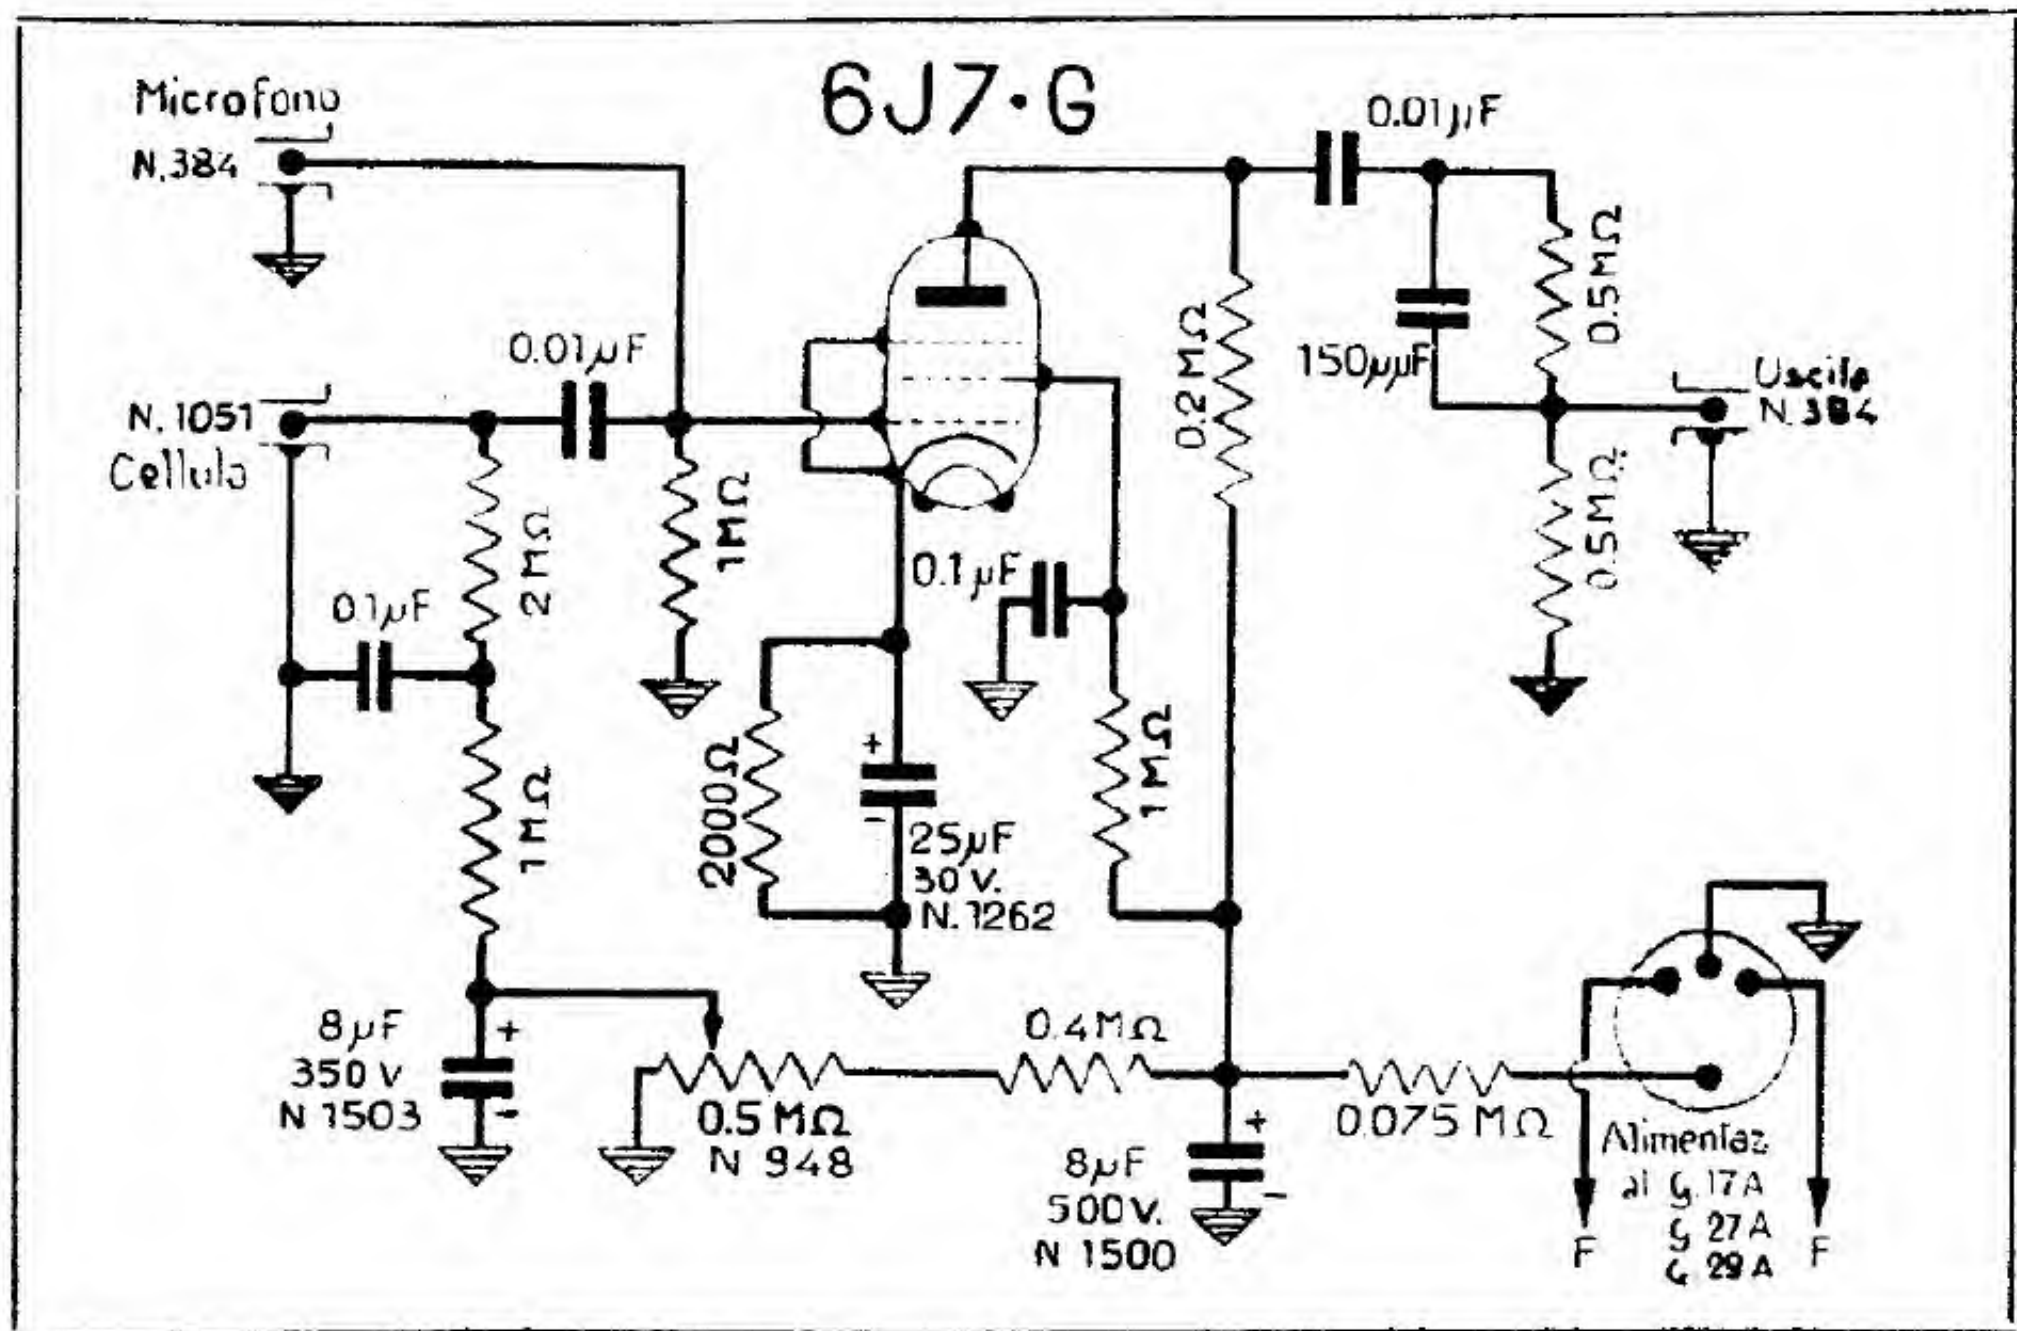 6J7·G
Microfono
N.384
0.01µF
0.5MΩ
0.2MΩ
150µµF
Uscita
N.384
0.01µF
N.1051
Cellula
2MΩ
1MΩ
0.1µF
0.1µF
0.5MΩ
1MΩ
2000Ω
+
-
25µF
30V.
N.1262
1MΩ
8µF
350V
N 1503
+
-
0.5MΩ
N 948
0.4MΩ
8µF
500V.
N 1500
+
-
0.075MΩ
Alimentaz
al G.17A
G 27A
G.29A
F
F